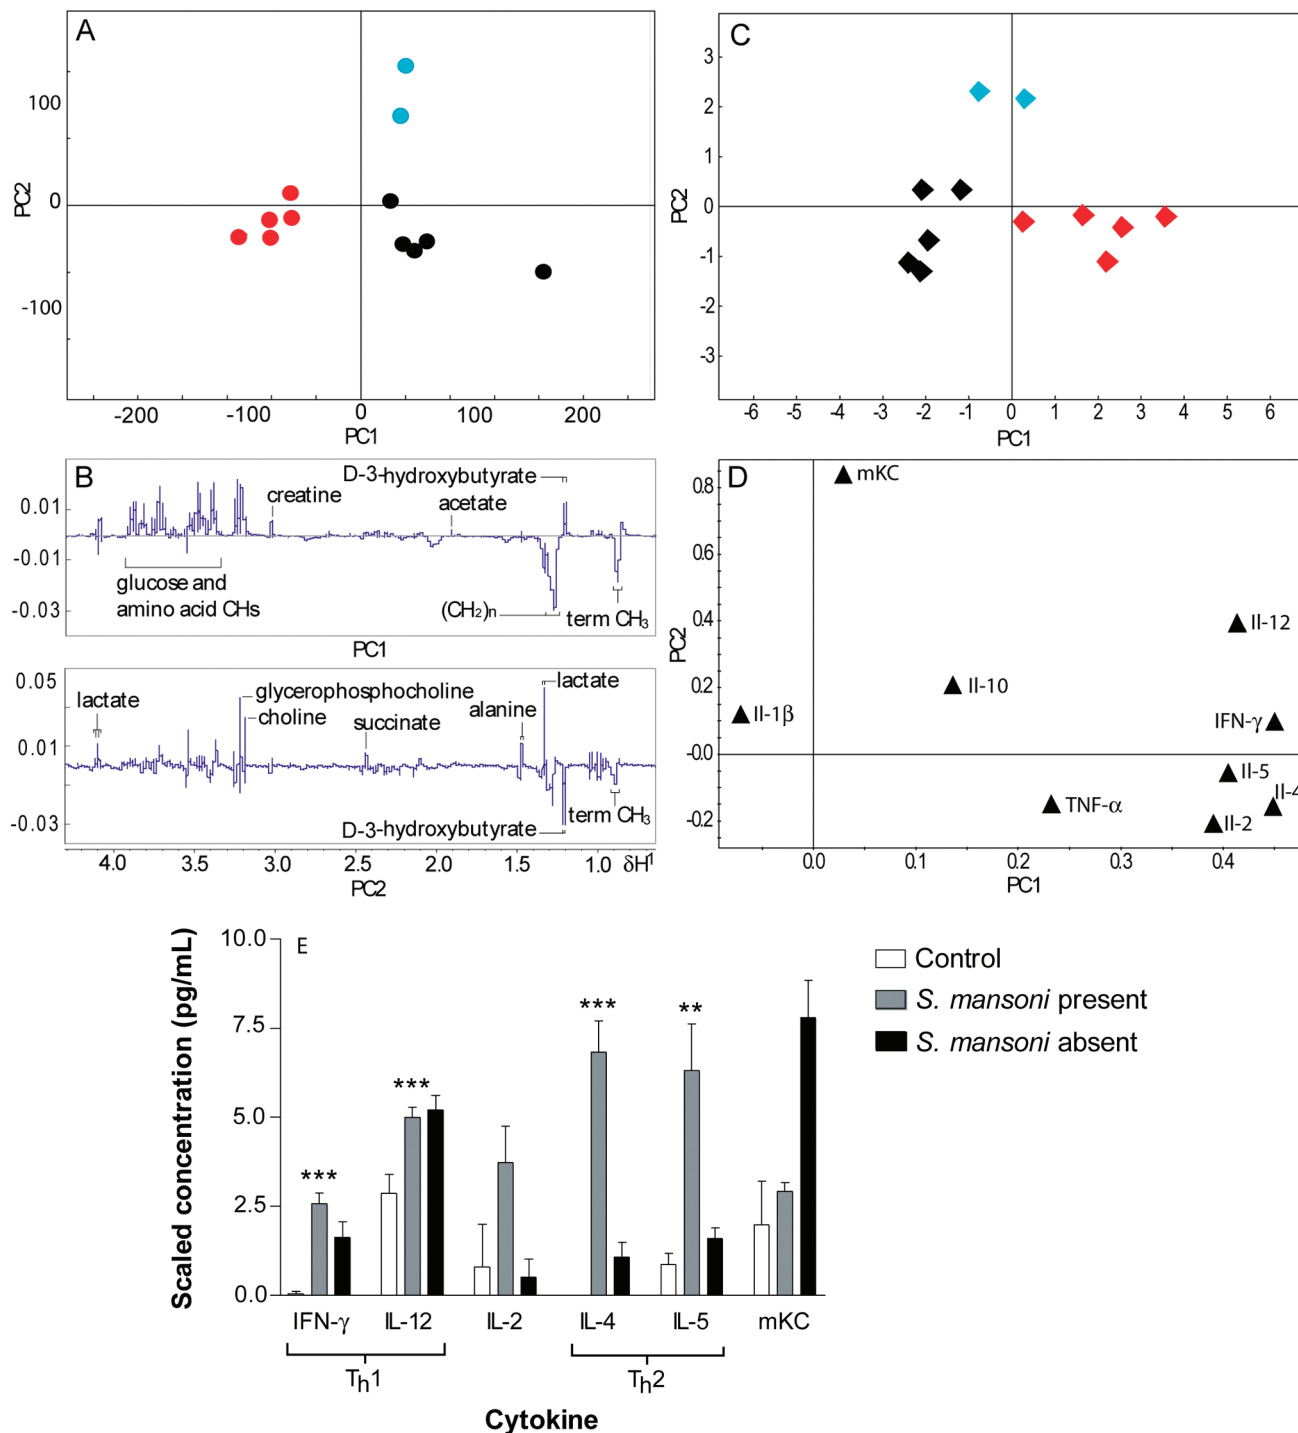 A
100
0
-100
PC2
-200
-100
0
100
200
PC1
C
3
2
1
0
-1
-2
-3
PC2
-6 -5 -4 -3 -2 -1 0 1 2 3 4 5 6
PC1
B
D-3-hydroxybutyrate
creatine
acetate
0.01
-0.01
-0.03
glucose and
amino acid CHs
(CH2)n
term CH3
PC1
0.05
0.01
-0.03
lactate
glycerophosphocholine
choline
succinate
alanine
lactate
D-3-hydroxybutyrate
term CH3
4.0 3.5 3.0 2.5 2.0 1.5 1.0 δH1
PC2
D
mKC
0.8
0.6
0.4
0.2
-0.0
-0.2
PC2
Il-12
Il-10
Il-1β
IFN-γ
Il-5
Il-4
TNF-α
Il-2
0.0 0.1 0.2 0.3 0.4
PC1
E
10.0
7.5
5.0
2.5
0.0
Scaled concentration (pg/mL)
***
***
***
**
IFN-γ IL-12 IL-2 IL-4 IL-5 mKC
Th1
Th2
Cytokine
Control
S. mansoni present
S. mansoni absent